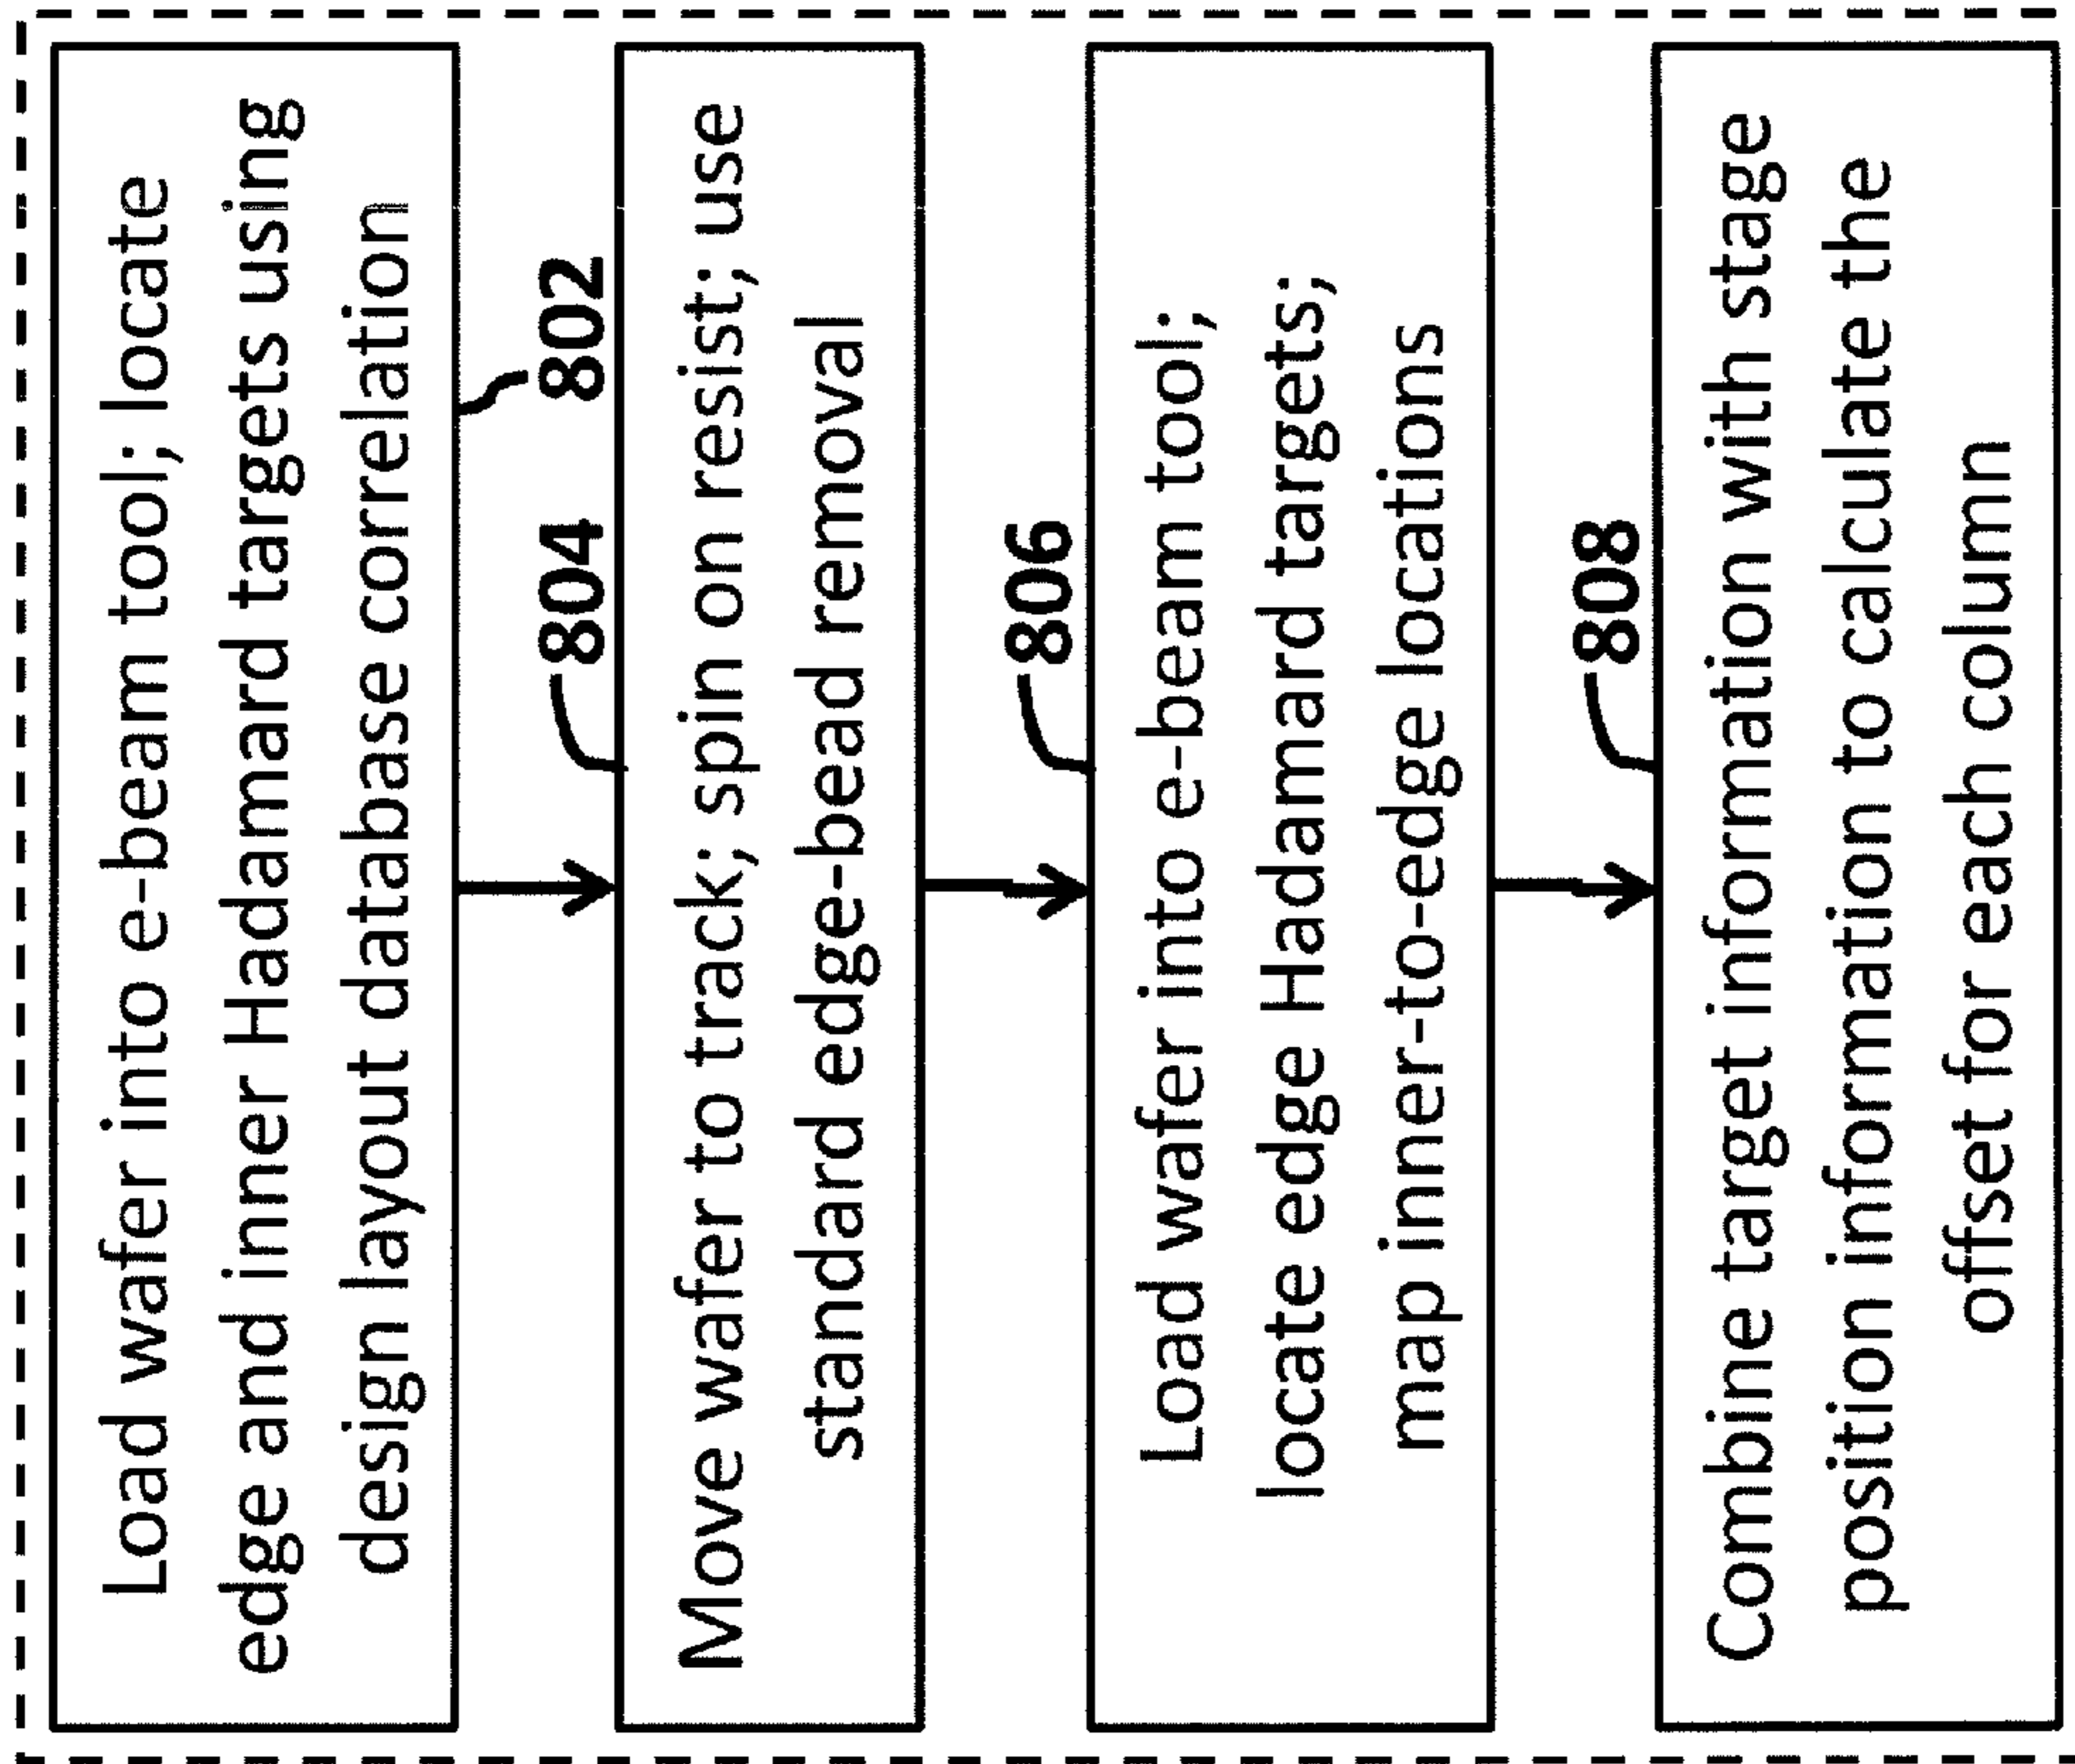 Load wafer into e-beam tool; locate
edge and inner Hadamard targets using
design layout database correlation
802
804
Move wafer to track; spin on resist; use
standard edge-bead removal
806
Load wafer into e-beam tool;
locate edge Hadamard targets;
map inner-to-edge locations
808
Combine target information with stage
position information to calculate the
offset for each column